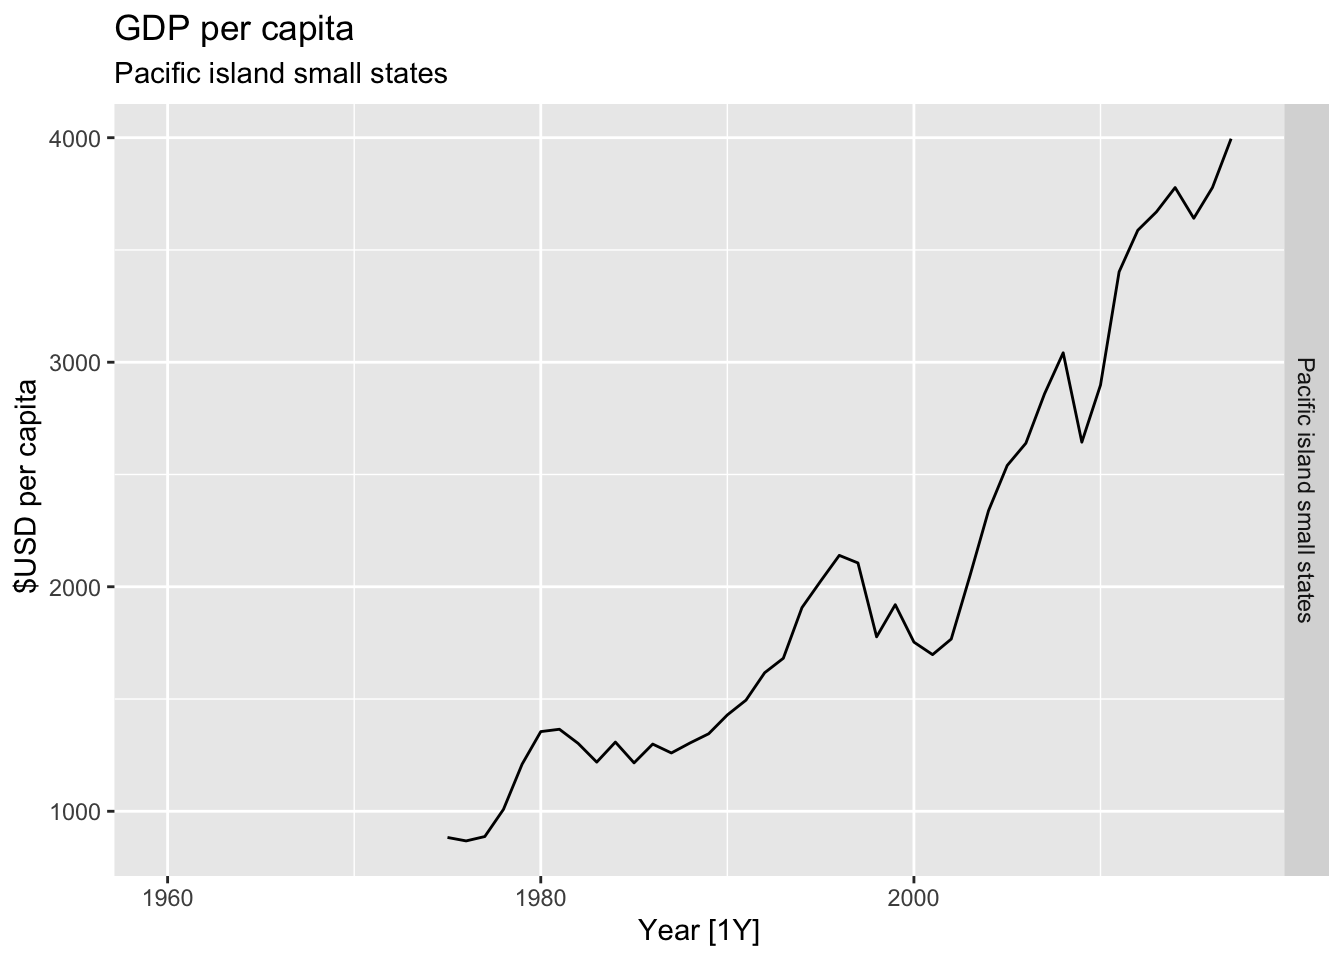 GDP per capita
Pacific island small states
4000
3000
2000
1000
$USD per capita
Pacific island small states
1960
1980
2000
Year [1Y]